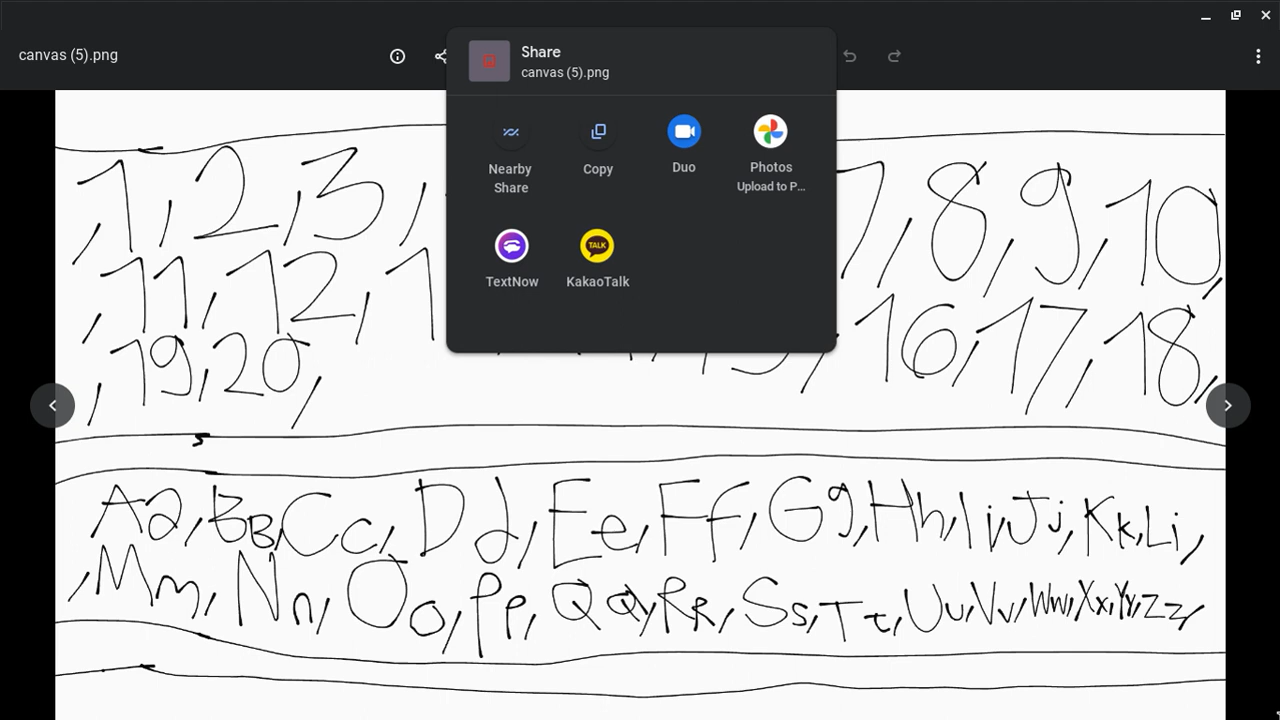 canvas (5).png
Share
canvas (5).png
Nearby Share
Copy
Duo
Photos
Upload to P...
TextNow
TALK
KakaoTalk
,1,2,3, 7,8,9,10,
,11,12,1 16,17,18,
,19,20,
Aa,BB,Cc,Dd,Ee,Ff,Gg,Hh,Ii,Jj,Kk,Li,
,Mm,Nn,Oo,Pp,QQ,RR,Ss,Tt,Uu,Vv,Ww,Xx,Yy,Zz,